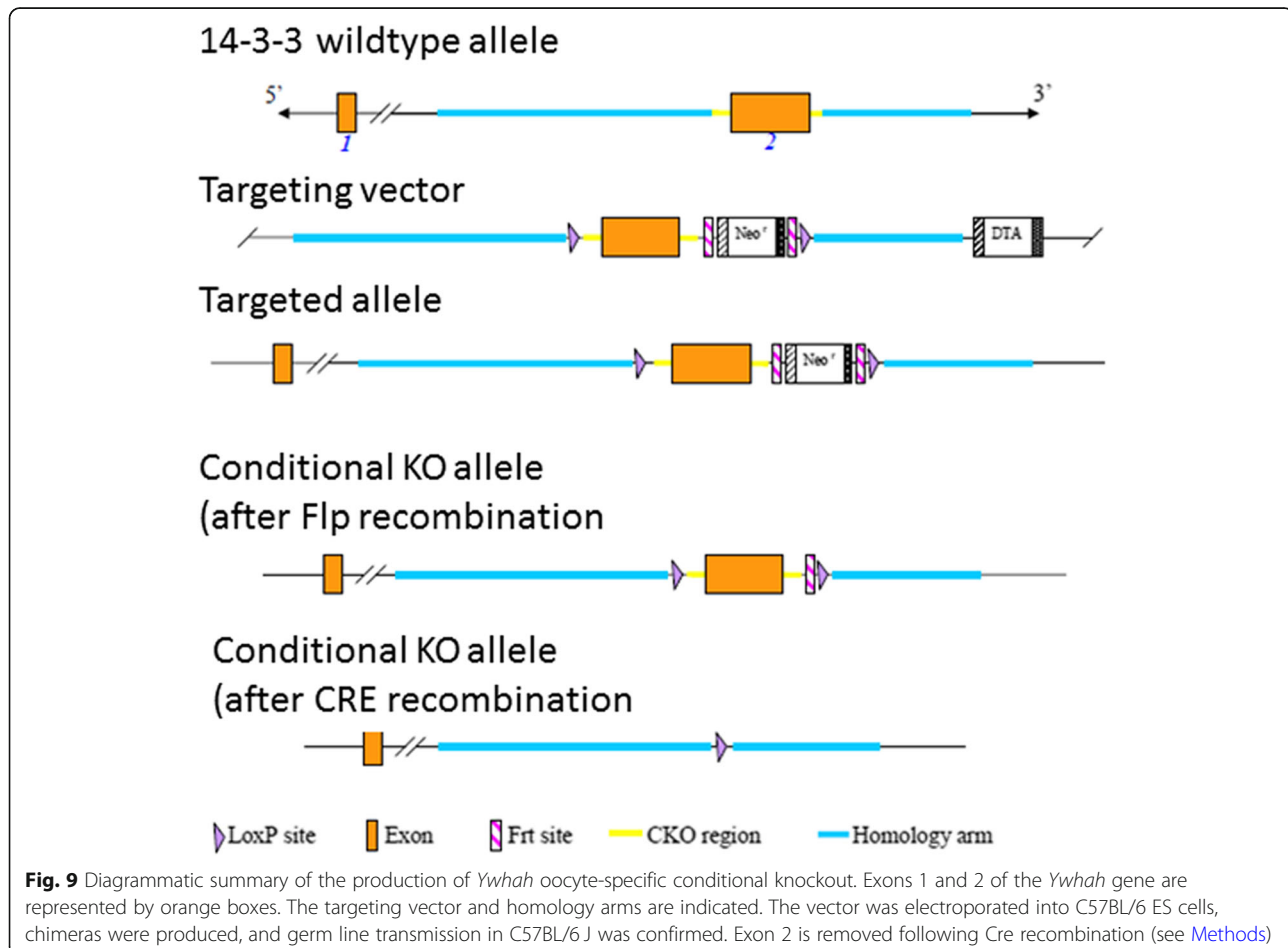 14-3-3 wildtype allele
5’
3’
1
2
Targeting vector
Neo r
DTA
Targeted allele
Neo r
Conditional KO allele
(after Flp recombination
Conditional KO allele
(after CRE recombination
LoxP site Exon Frt site CKO region Homology arm
Fig. 9 Diagrammatic summary of the production of Ywhah oocyte-specific conditional knockout. Exons 1 and 2 of the Ywhah gene are
represented by orange boxes. The targeting vector and homology arms are indicated. The vector was electroporated into C57BL/6 ES cells,
chimeras were produced, and germ line transmission in C57BL/6 J was confirmed. Exon 2 is removed following Cre recombination (see Methods)